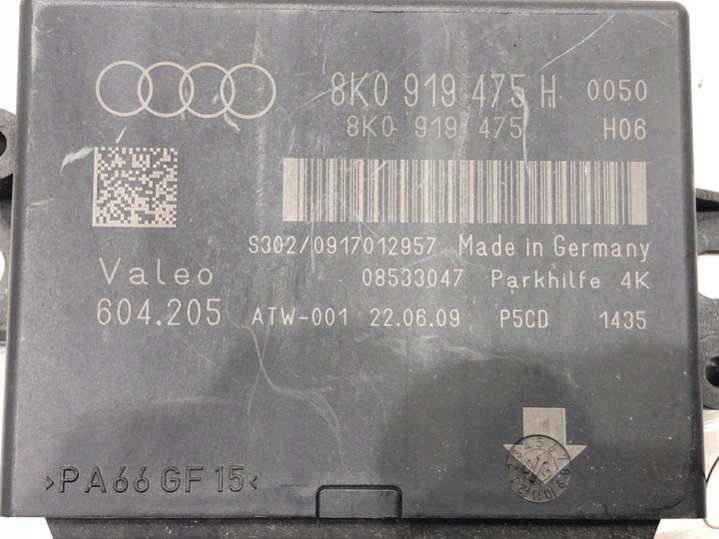 8K0 919 475 H 0050
8K0 919 475 H06
S302/0917012957 Made in Germany
Valeo 08533047 Parkhilfe 4K
604.205 ATW-001 22.06.09 P5CD 1435
>PA66 GF15<